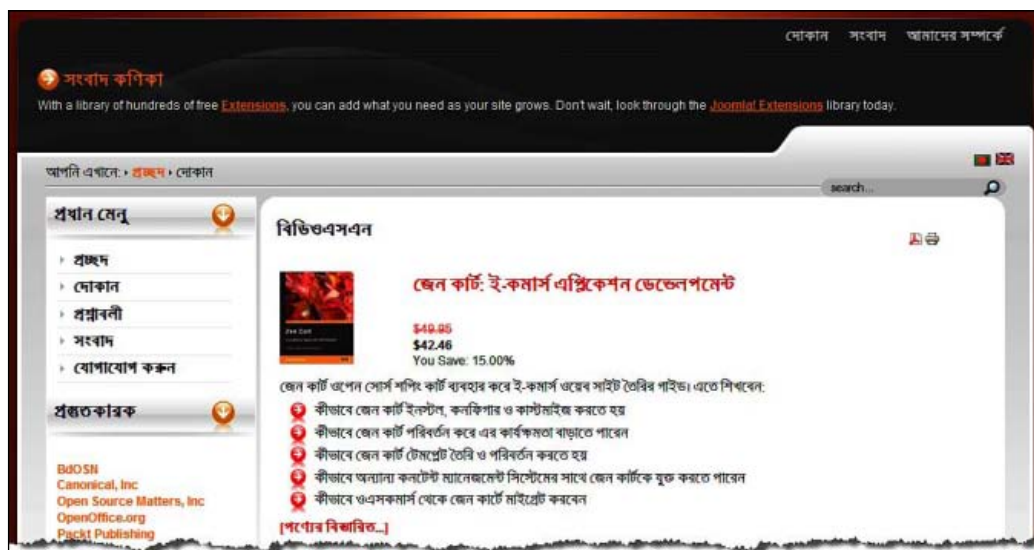 দোকান সংবাদ আমাদের সম্পর্কে
সংবাদ কণিকা
With a library of hundreds of free Extensions, you can add what you need as your site grows. Don't wait, look through the Joomla! Extensions library today.
আপনি এখানে: › প্রচ্ছদ › দোকান
search...
প্রধান মেনু
প্রচ্ছদ
দোকান
প্রশ্নাবলী
সংবাদ
যোগাযোগ করুন
প্রস্তুতকারক
BdOSN
Canonical, Inc
Open Source Matters, Inc
OpenOffice.org
Packt Publishing
বিডিওএসএন
Zen Cart
জেন কার্ট: ই-কমার্স এপ্লিকেশন ডেভেলপমেন্ট
$49.95
$42.46
You Save: 15.00%
জেন কার্ট ওপেন সোর্স শপিং কার্ট ব্যবহার করে ই-কমার্স ওয়েব সাইট তৈরির গাইড। এতে শিখবেন:
কীভাবে জেন কার্ট ইনস্টল, কনফিগার ও কাস্টমাইজ করতে হয়
কীভাবে জেন কার্ট পরিবর্তন করে এর কার্যক্ষমতা বাড়াতে পারেন
কীভাবে জেন কার্ট টেমপ্লেট তৈরি ও পরিবর্তন করতে হয়
কীভাবে অন্যান্য কনটেন্ট ম্যানেজমেন্ট সিস্টেমের সাথে জেন কার্টকে যুক্ত করতে পারেন
কীভাবে ওএসকমার্স থেকে জেন কার্টে মাইগ্রেট করবেন
[পণ্যের বিস্তারিত...]